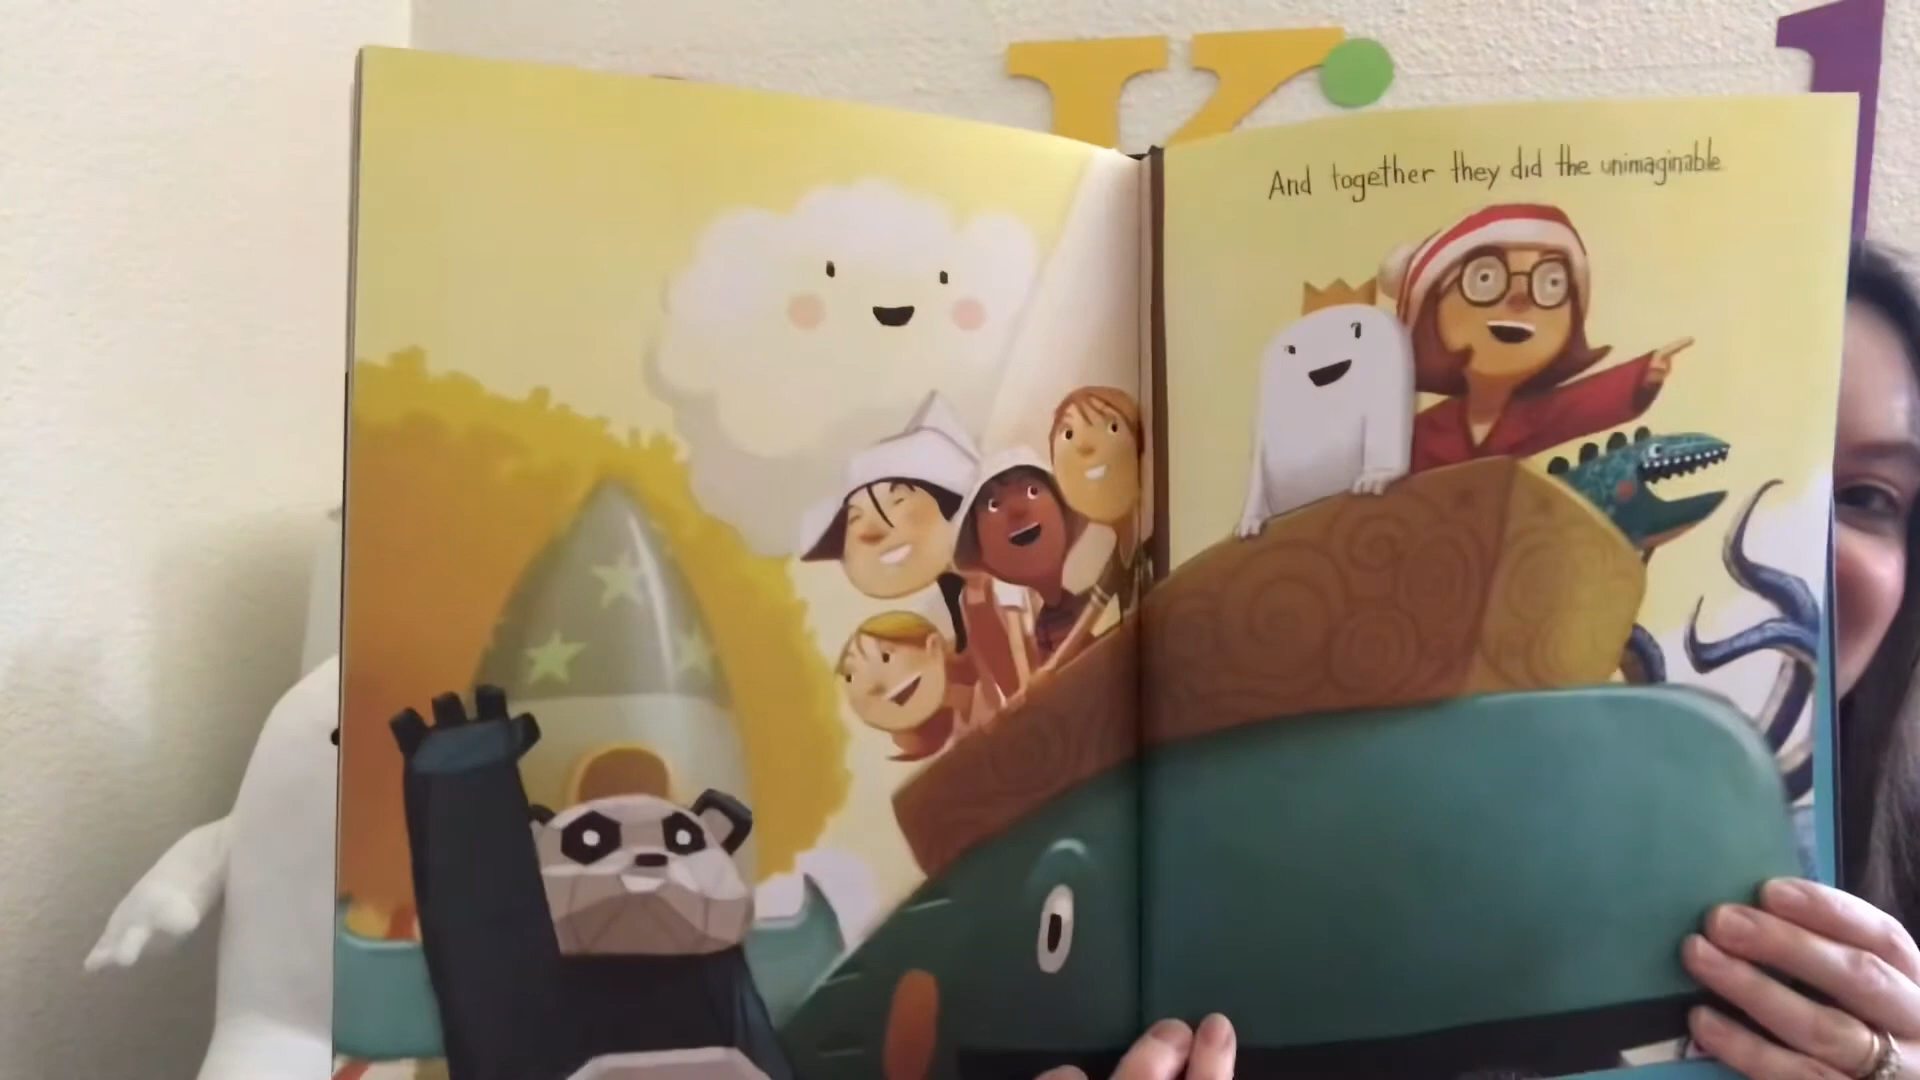 K
And together they did the unimaginable.